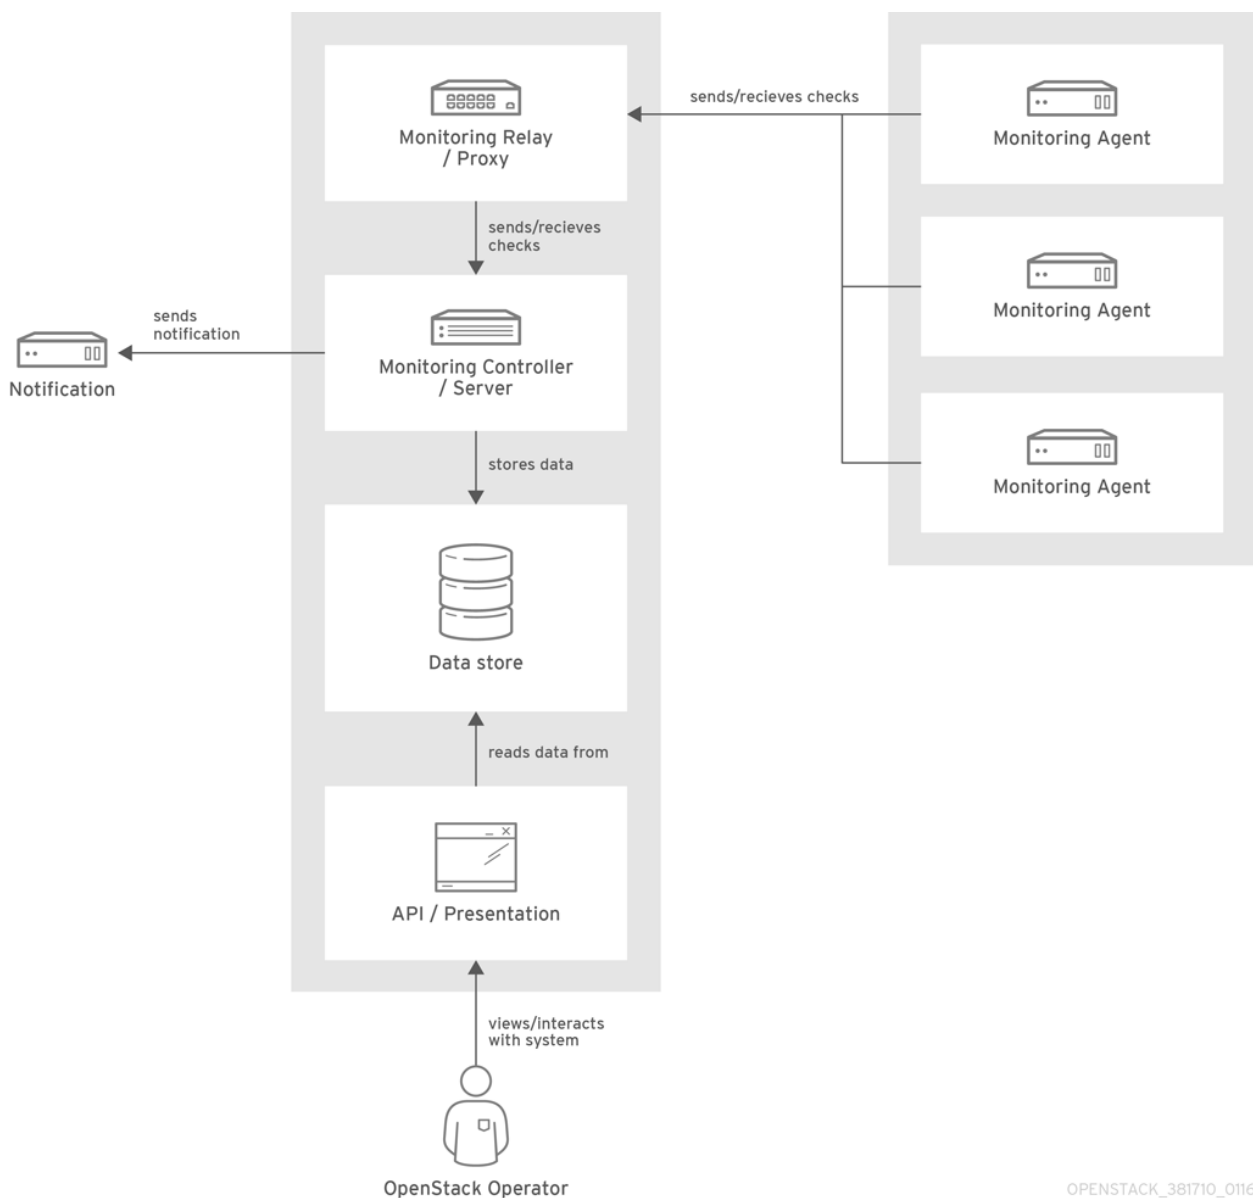 sends/recieves checks
Monitoring Relay
/ Proxy
Monitoring Agent
sends/recieves
checks
Monitoring Agent
sends
notification
Notification
Monitoring Controller
/ Server
stores data
Monitoring Agent
Data store
reads data from
API / Presentation
views/interacts
with system
OpenStack Operator
OPENSTACK_381710_0116